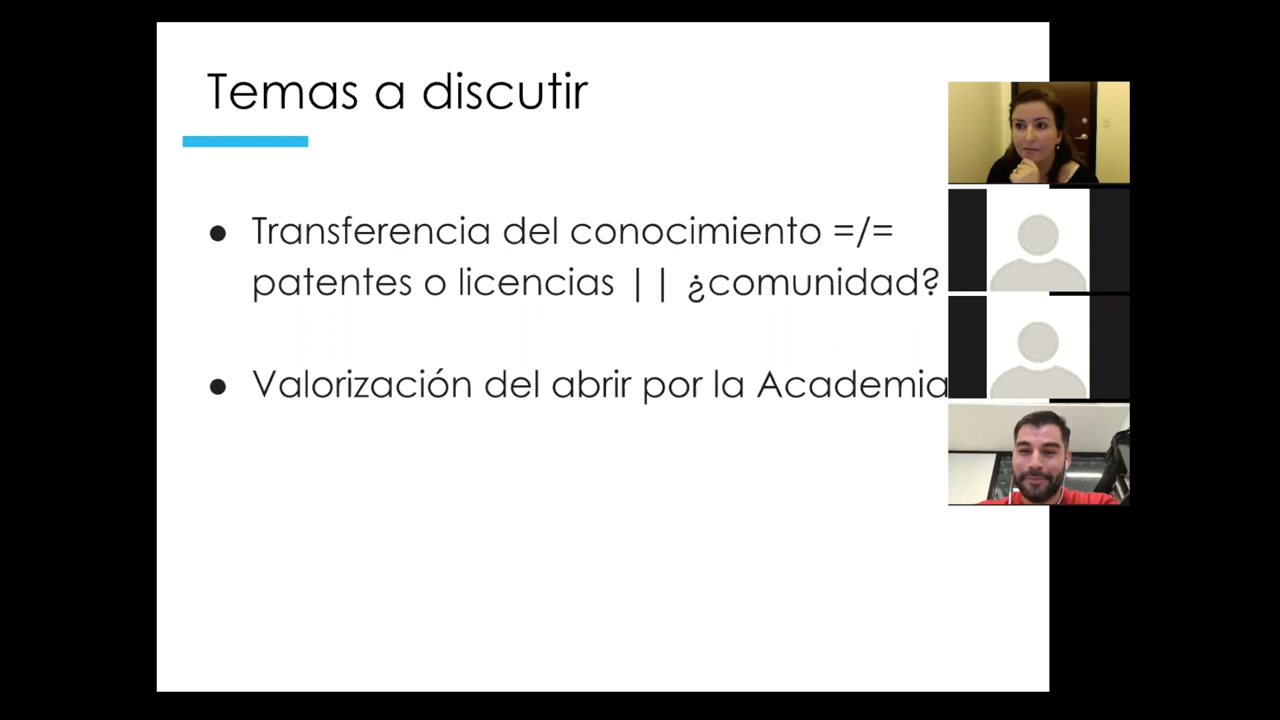 Temas a discutir
● Transferencia del conocimiento =/=
patentes o licencias || ¿comunidad?
● Valorización del abrir por la Academia